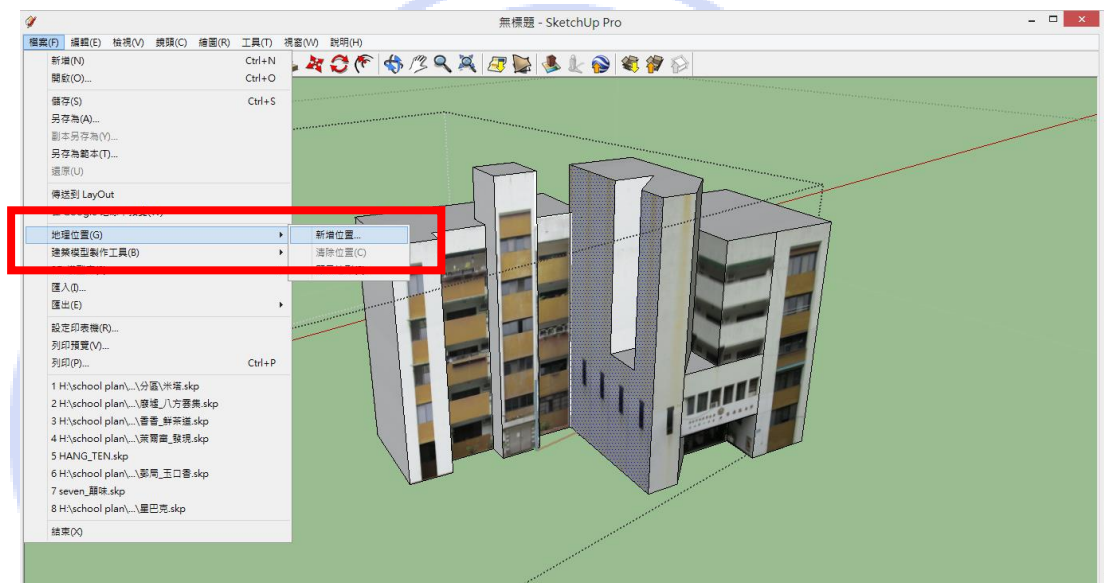 無標題 - SketchUp Pro
檔案(F) 編輯(E) 檢視(V) 鏡頭(C) 繪圖(R) 工具(T) 視窗(W) 說明(H)
新增(N) Ctrl+N
開啟(O)... Ctrl+O
儲存(S) Ctrl+S
另存為(A)...
副本另存為(Y)...
另存為範本(T)...
還原(U)
傳送到 LayOut
地理位置(G)
新增位置...
建築模型製作工具(B)
清除位置(C)
匯入(I)...
匯出(E)
設定印表機(R)...
列印預覽(V)...
列印(P)... Ctrl+P
1 H:\school plan\...\分區\米塔.skp
2 H:\school plan\...\廢墟_八方雲集.skp
3 H:\school plan\...\香香_鮮茶道.skp
4 H:\school plan\...\萊爾富_發現.skp
5 HANG_TEN.skp
6 H:\school plan\...\郵局_玉口香.skp
7 seven_顛味.skp
8 H:\school plan\...\星巴克.skp
結束(X)